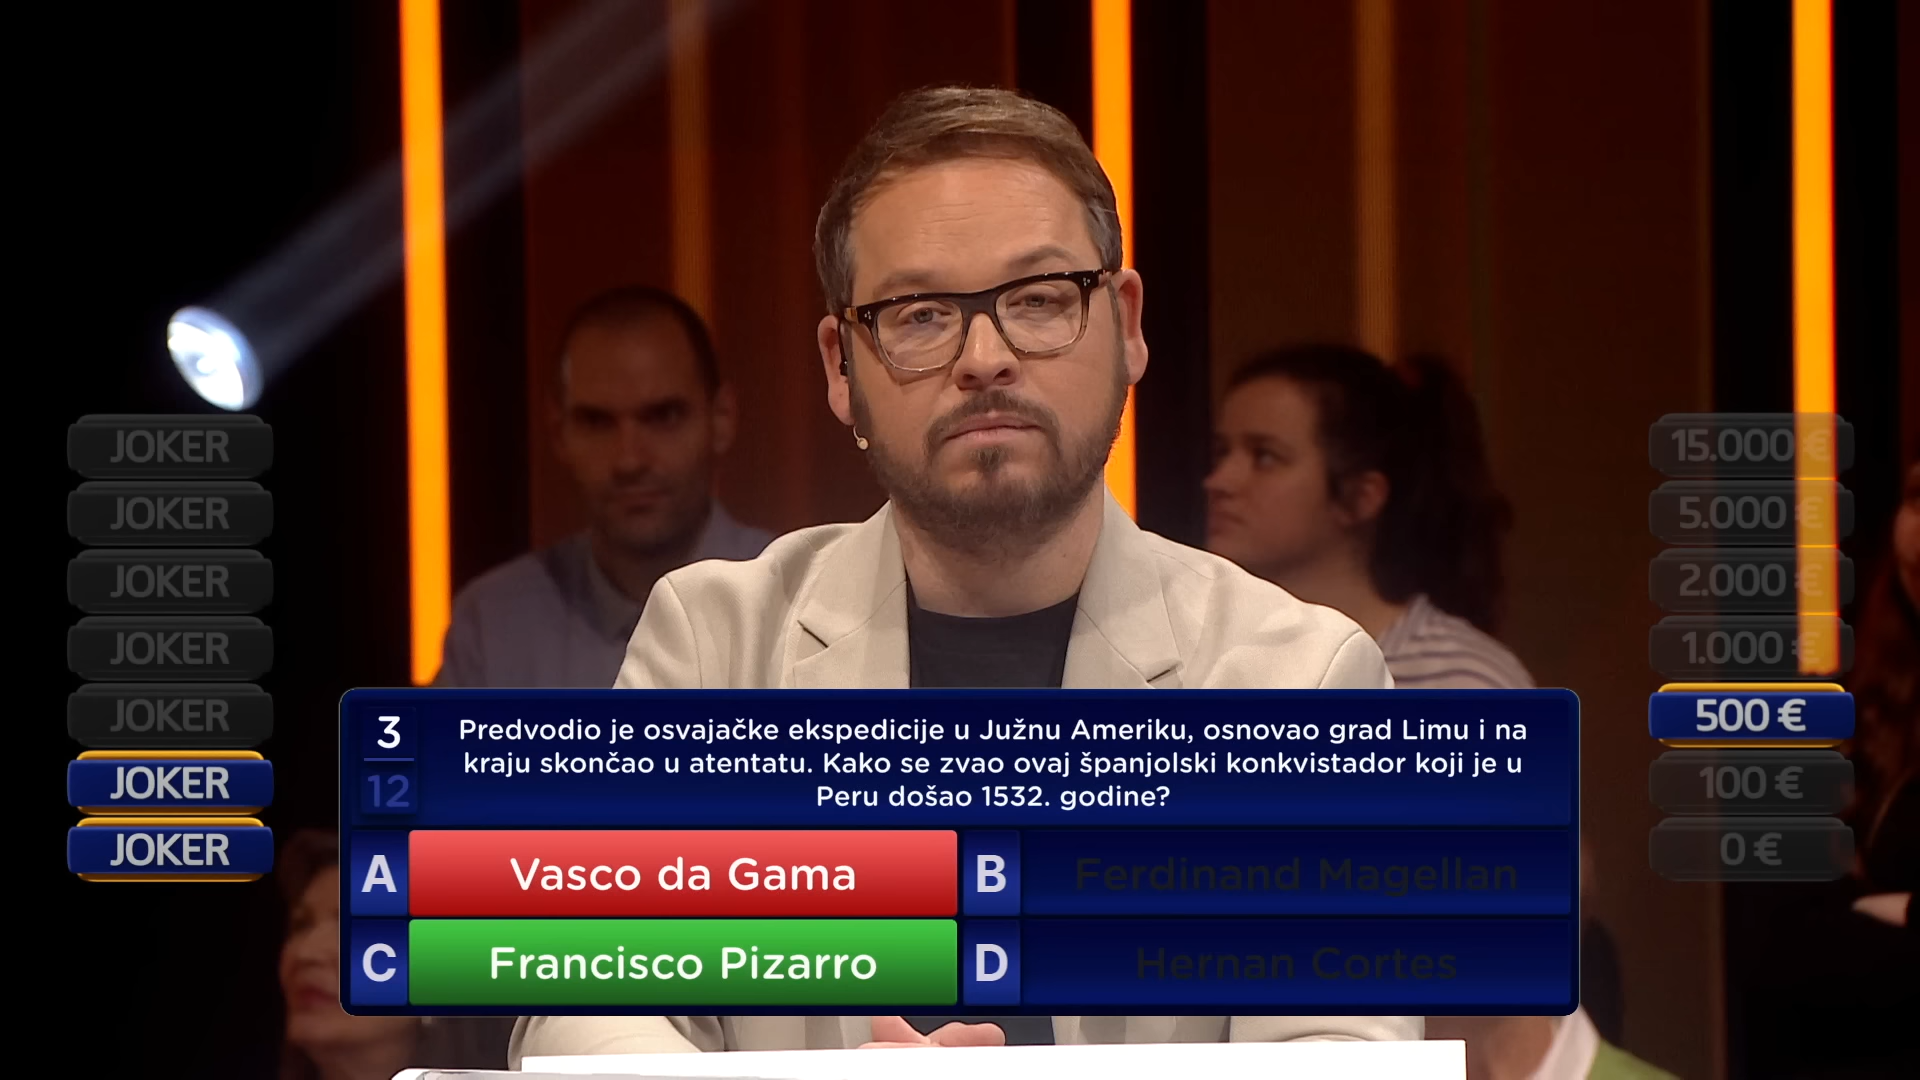 JOKER
JOKER
JOKER
JOKER
JOKER
JOKER
JOKER
15.000 €
5.000 €
2.000 €
1.000 €
500 €
100 €
0 €
3
12
Predvodio je osvajačke ekspedicije u Južnu Ameriku, osnovao grad Limu i na
kraju skončao u atentatu. Kako se zvao ovaj španjolski konkvistador koji je u
Peru došao 1532. godine?
A Vasco da Gama
B Ferdinand Magellan
C Francisco Pizarro
D Hernan Cortes